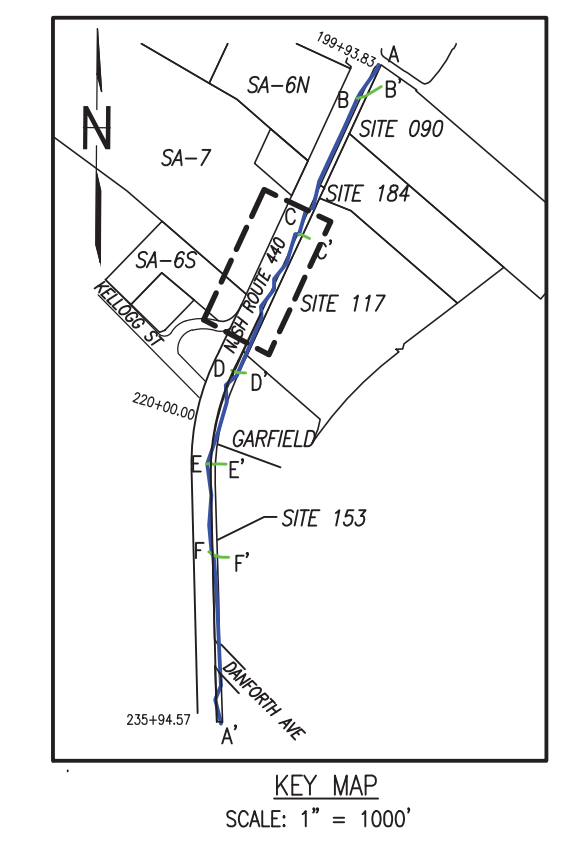 199+93.83
A
N
SA-6N
B
B'
SITE 090
SA-7
SITE 184
C
C'
SA-6S
NJSH ROUTE 440
SITE 117
KELLOGG ST
D
D'
220+00.00
GARFIELD
E
E'
SITE 153
F
F'
DANFORTH AVE
235+94.57
A'
KEY MAP
SCALE: 1" = 1000'